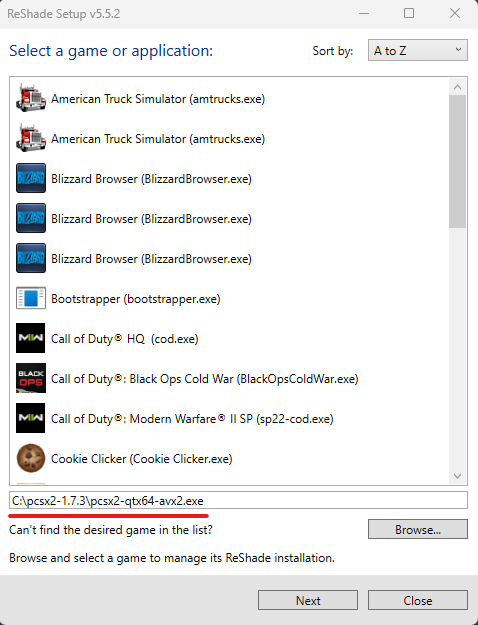 ReShade Setup v5.5.2
Select a game or application:
Sort by:
A to Z
American Truck Simulator (amtrucks.exe)
American Truck Simulator (amtrucks.exe)
BLIZZARD
Blizzard Browser (BlizzardBrowser.exe)
BLIZZARD
Blizzard Browser (BlizzardBrowser.exe)
BLIZZARD
Blizzard Browser (BlizzardBrowser.exe)
Bootstrapper (bootstrapper.exe)
MWII
Call of Duty® HQ  (cod.exe)
BLACK
OPS
Call of Duty®: Black Ops Cold War (BlackOpsColdWar.exe)
MWII
Call of Duty®: Modern Warfare® II SP (sp22-cod.exe)
Cookie Clicker (Cookie Clicker.exe)
C:\pcsx2-1.7.3\pcsx2-qtx64-avx2.exe
Can't find the desired game in the list?
Browse...
Browse and select a game to manage its ReShade installation.
Next
Close